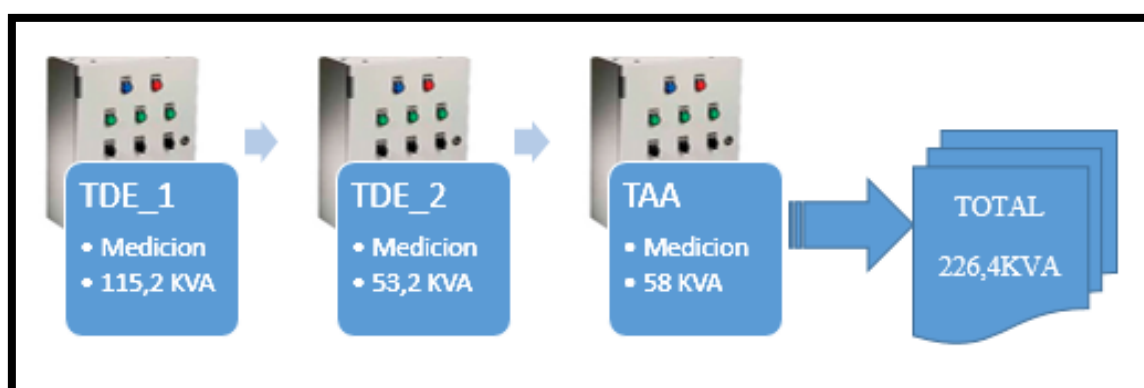 TDE_1
• Medicion
• 115,2 KVA
TDE_2
• Medicion
• 53,2 KVA
TAA
• Medicion
• 58 KVA
TOTAL
226,4KVA